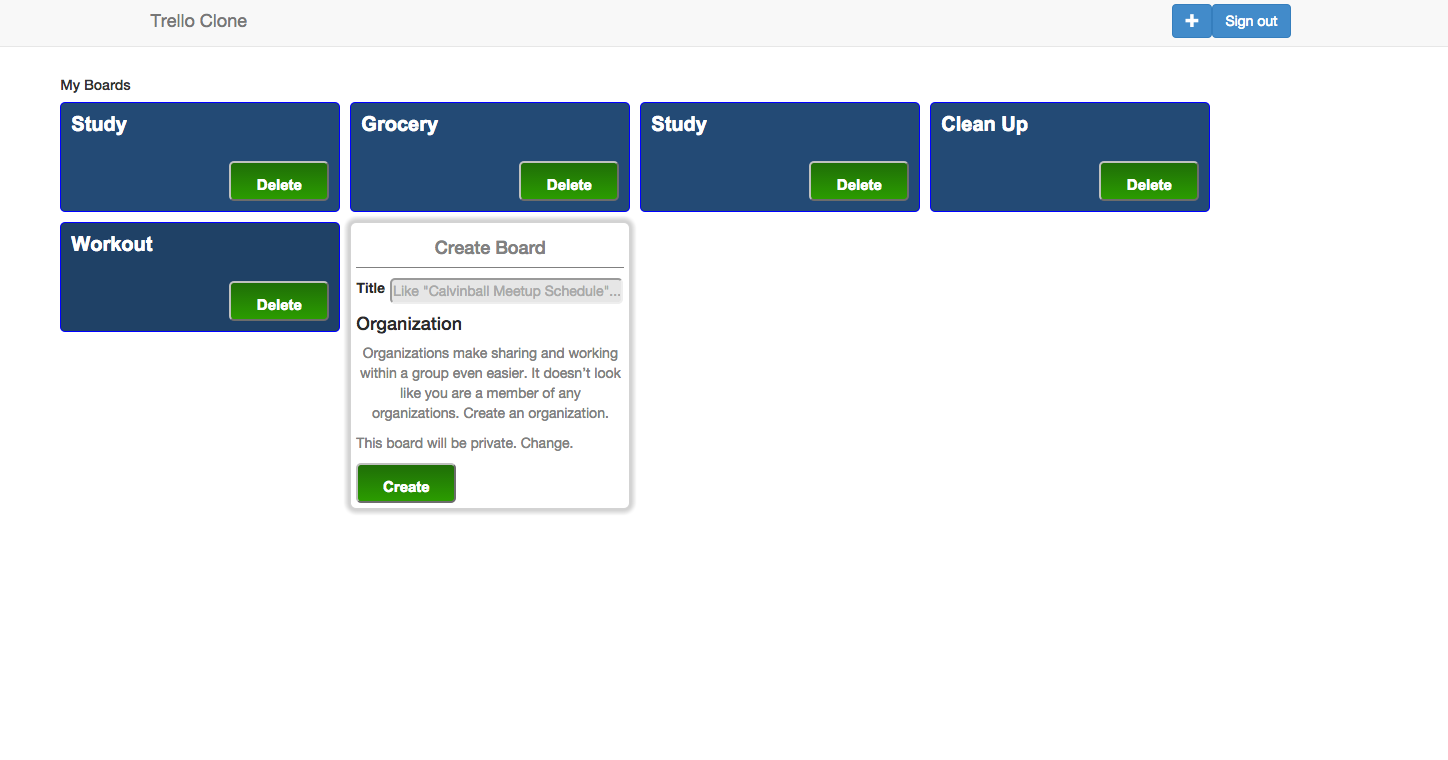 Trello Clone
Sign out
My Boards
Study
Delete
Grocery
Delete
Study
Delete
Clean Up
Delete
Workout
Delete
Create Board
Title Like "Calvinball Meetup Schedule"...
Organization
Organizations make sharing and working
within a group even easier. It doesn't look
like you are a member of any
organizations. Create an organization.
This board will be private. Change.
Create